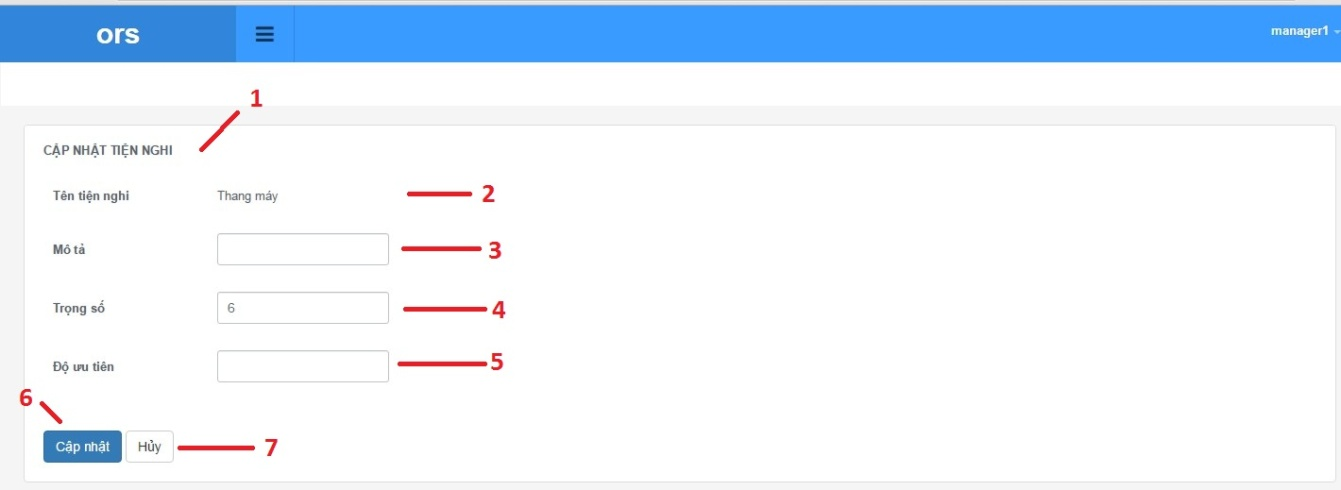 ors
manager1
1
CẬP NHẬT TIỆN NGHI
Tên tiện nghi Thang máy 2
Mô tả 3
Trọng số 6 4
Độ ưu tiên 5
6
Cập nhật Hủy 7